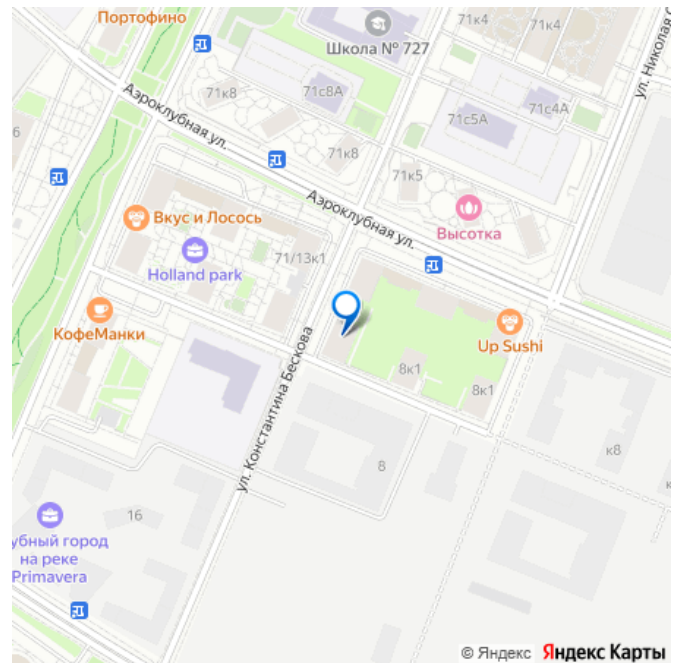 Портофино
71к4
71к4
Школа № 727
ул. Николая С
71к8
71с8А
71с4А
71с5А
Аэроклубная ул.
6
71к8
71к5
Аэроклубная ул.
Вкус и Лосось
Высотка
Holland park
71/13к1
КофеМанки
Up Sushi
ул. Константина Бескова
8к1
8к1
8
к8
к
16
убный город
на реке
Primavera
© Яндекс Яндекс Карты